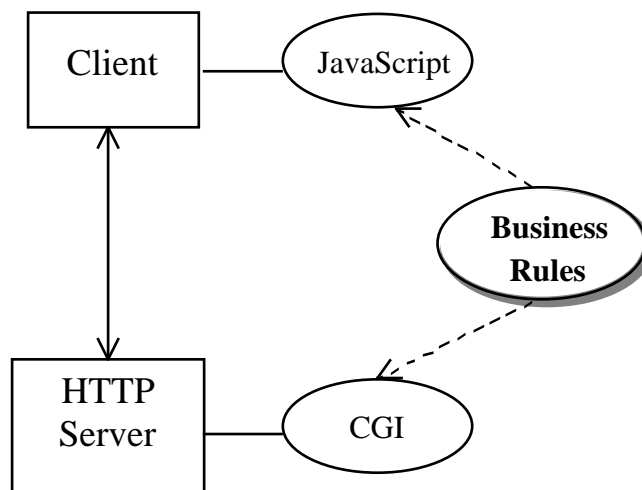 Client
JavaScript
Business
Rules
HTTP
Server
CGI